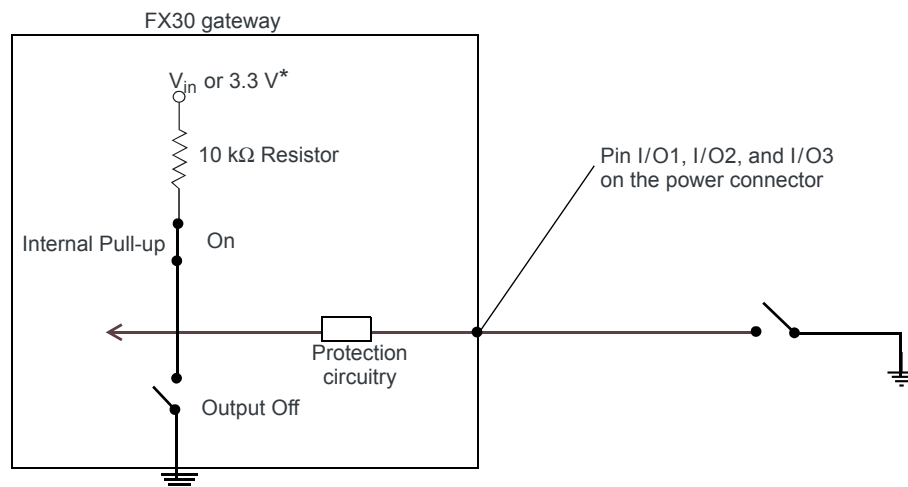 FX30 gateway
Vin or 3.3 V*
10 kΩ Resistor
Pin I/O1, I/O2, and I/O3
on the power connector
Internal Pull-up
On
Protection
circuitry
Output Off